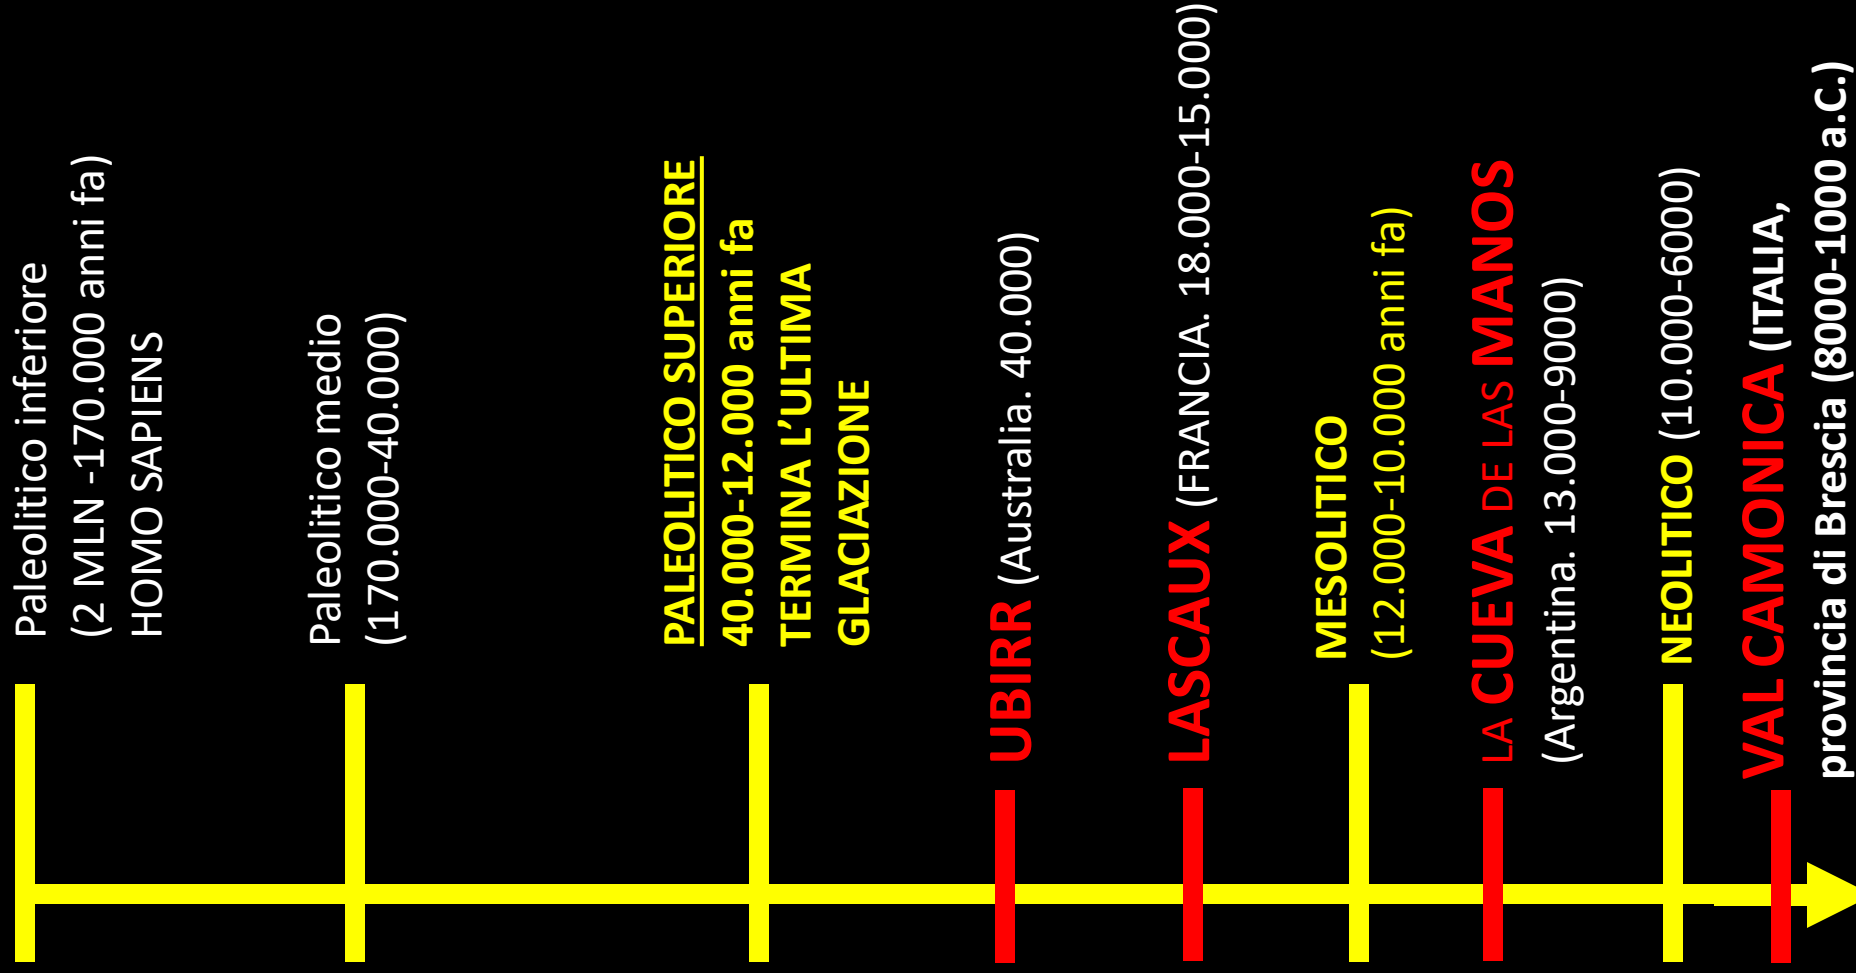 Paleolitico inferiore
(2 MLN -170.000 anni fa)
HOMO SAPIENS
Paleolitico medio
(170.000-40.000)
PALEOLITICO SUPERIORE
40.000-12.000 anni fa
TERMINA L’ULTIMA
GLACIAZIONE
UBIRR (Australia. 40.000)
LASCAUX (FRANCIA. 18.000-15.000)
MESOLITICO
(12.000-10.000 anni fa)
LA CUEVA DE LAS MANOS
(Argentina. 13.000-9000)
NEOLITICO (10.000-6000)
VAL CAMONICA (ITALIA,
provincia di Brescia (8000-1000 a.C.)